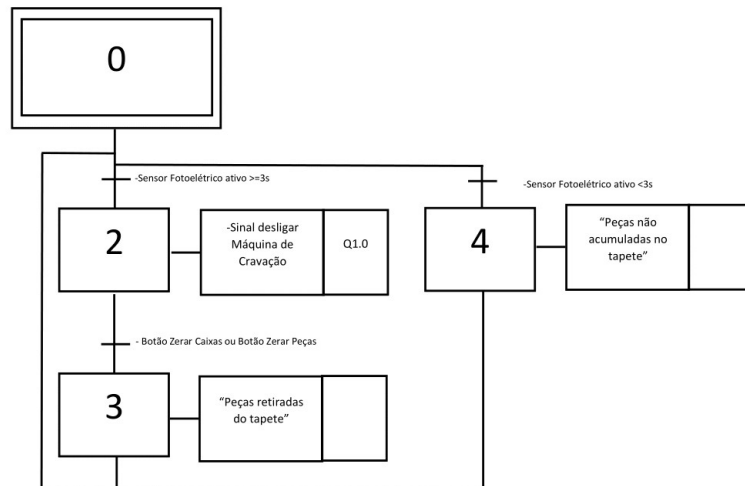 0
-Sensor Fotoelétrico ativo >=3s
-Sensor Fotoelétrico ativo <3s
2
-Sinal desligar
Máquina de
Cravação
Q1.0
4
“Peças não
acumuladas no
tapete”
- Botão Zerar Caixas ou Botão Zerar Peças
3
“Peças retiradas
do tapete”